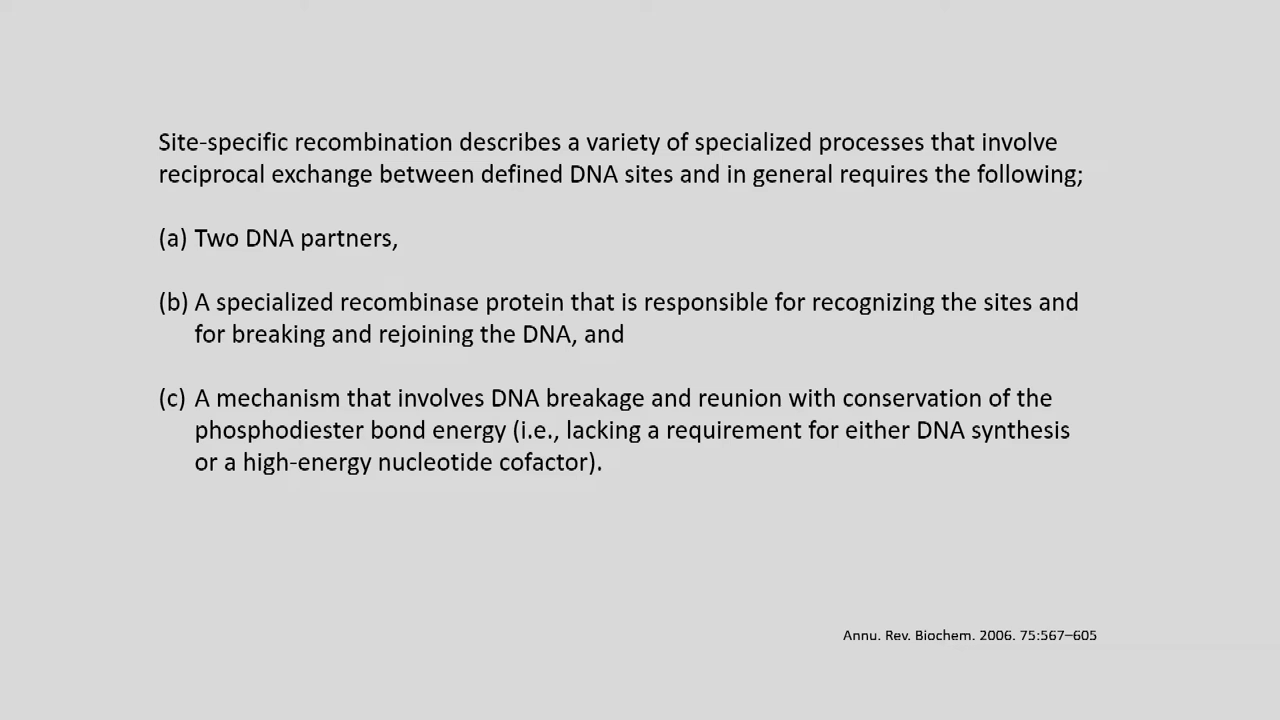 Site-specific recombination describes a variety of specialized processes that involve
reciprocal exchange between defined DNA sites and in general requires the following;
(a) Two DNA partners,
(b) A specialized recombinase protein that is responsible for recognizing the sites and
for breaking and rejoining the DNA, and
(c) A mechanism that involves DNA breakage and reunion with conservation of the
phosphodiester bond energy (i.e., lacking a requirement for either DNA synthesis
or a high-energy nucleotide cofactor).
Annu. Rev. Biochem. 2006. 75:567–605